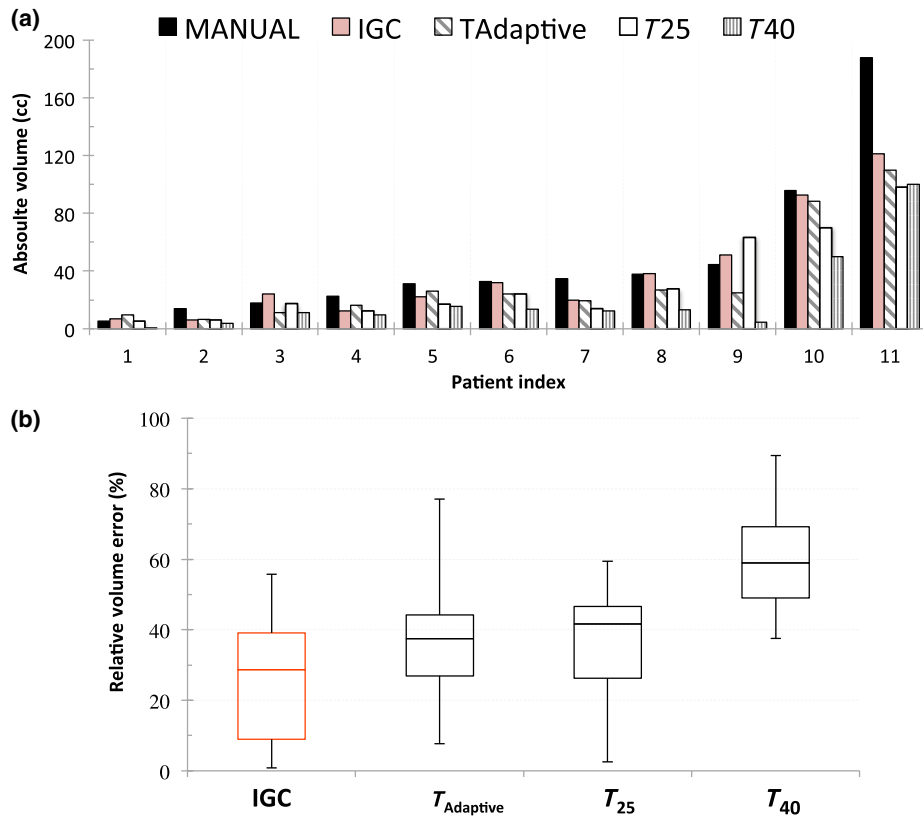 (a)
MANUAL IGC TAdaptive T25 T40
Absoulte volume (cc)
200
160
120
80
40
0
1 2 3 4 5 6 7 8 9 10 11
Patient index
(b)
Relative volume error (%)
100
80
60
40
20
0
IGC TAdaptive T25 T40